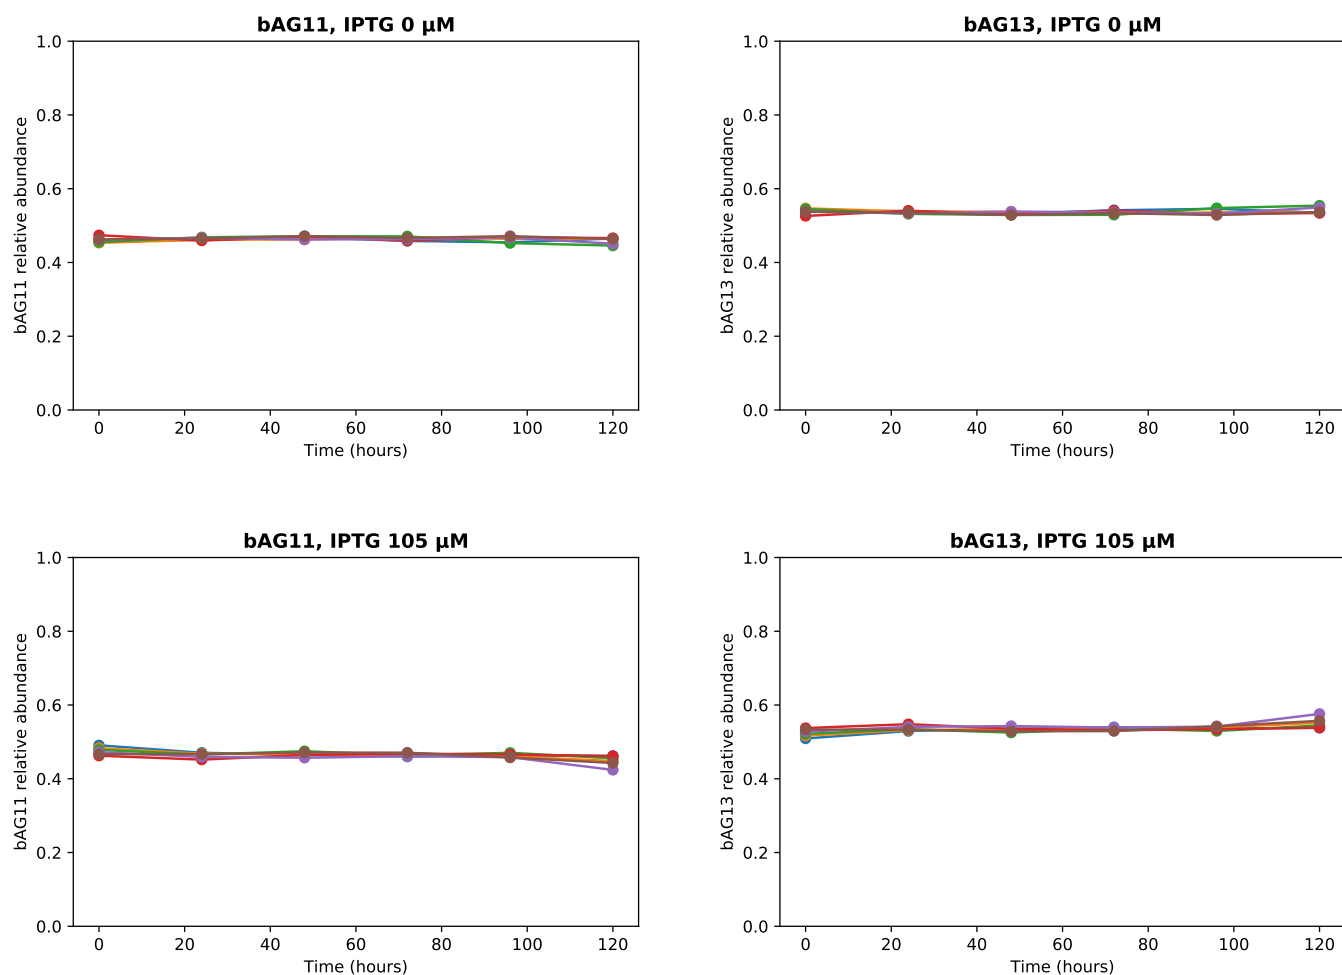 bAG11, IPTG 0 µM
1.0
0.8
0.6
0.4
0.2
0.0
bAG11 relative abundance
0 20 40 60 80 100 120
Time (hours)
bAG13, IPTG 0 µM
1.0
0.8
0.6
0.4
0.2
0.0
bAG13 relative abundance
0 20 40 60 80 100 120
Time (hours)
bAG11, IPTG 105 µM
1.0
0.8
0.6
0.4
0.2
0.0
bAG11 relative abundance
0 20 40 60 80 100 120
Time (hours)
bAG13, IPTG 105 µM
1.0
0.8
0.6
0.4
0.2
0.0
bAG13 relative abundance
0 20 40 60 80 100 120
Time (hours)